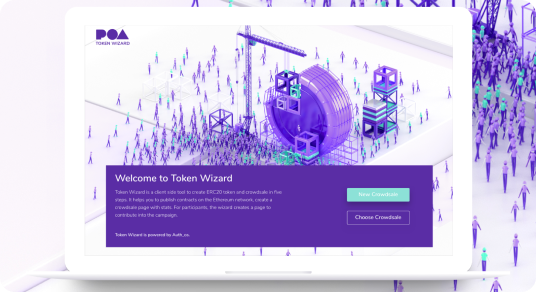 POA
TOKEN WIZARD
Welcome to Token Wizard
Token Wizard is a client side tool to create ERC20 token and crowdsale in five
steps. It helps you to publish contracts on the Ethereum network, create a
crowdsale page with stats. For participants, the wizard creates a page to
contribute into the campaign.
New Crowdsale
Choose Crowdsale
Token Wizard is powered by Auth_os.